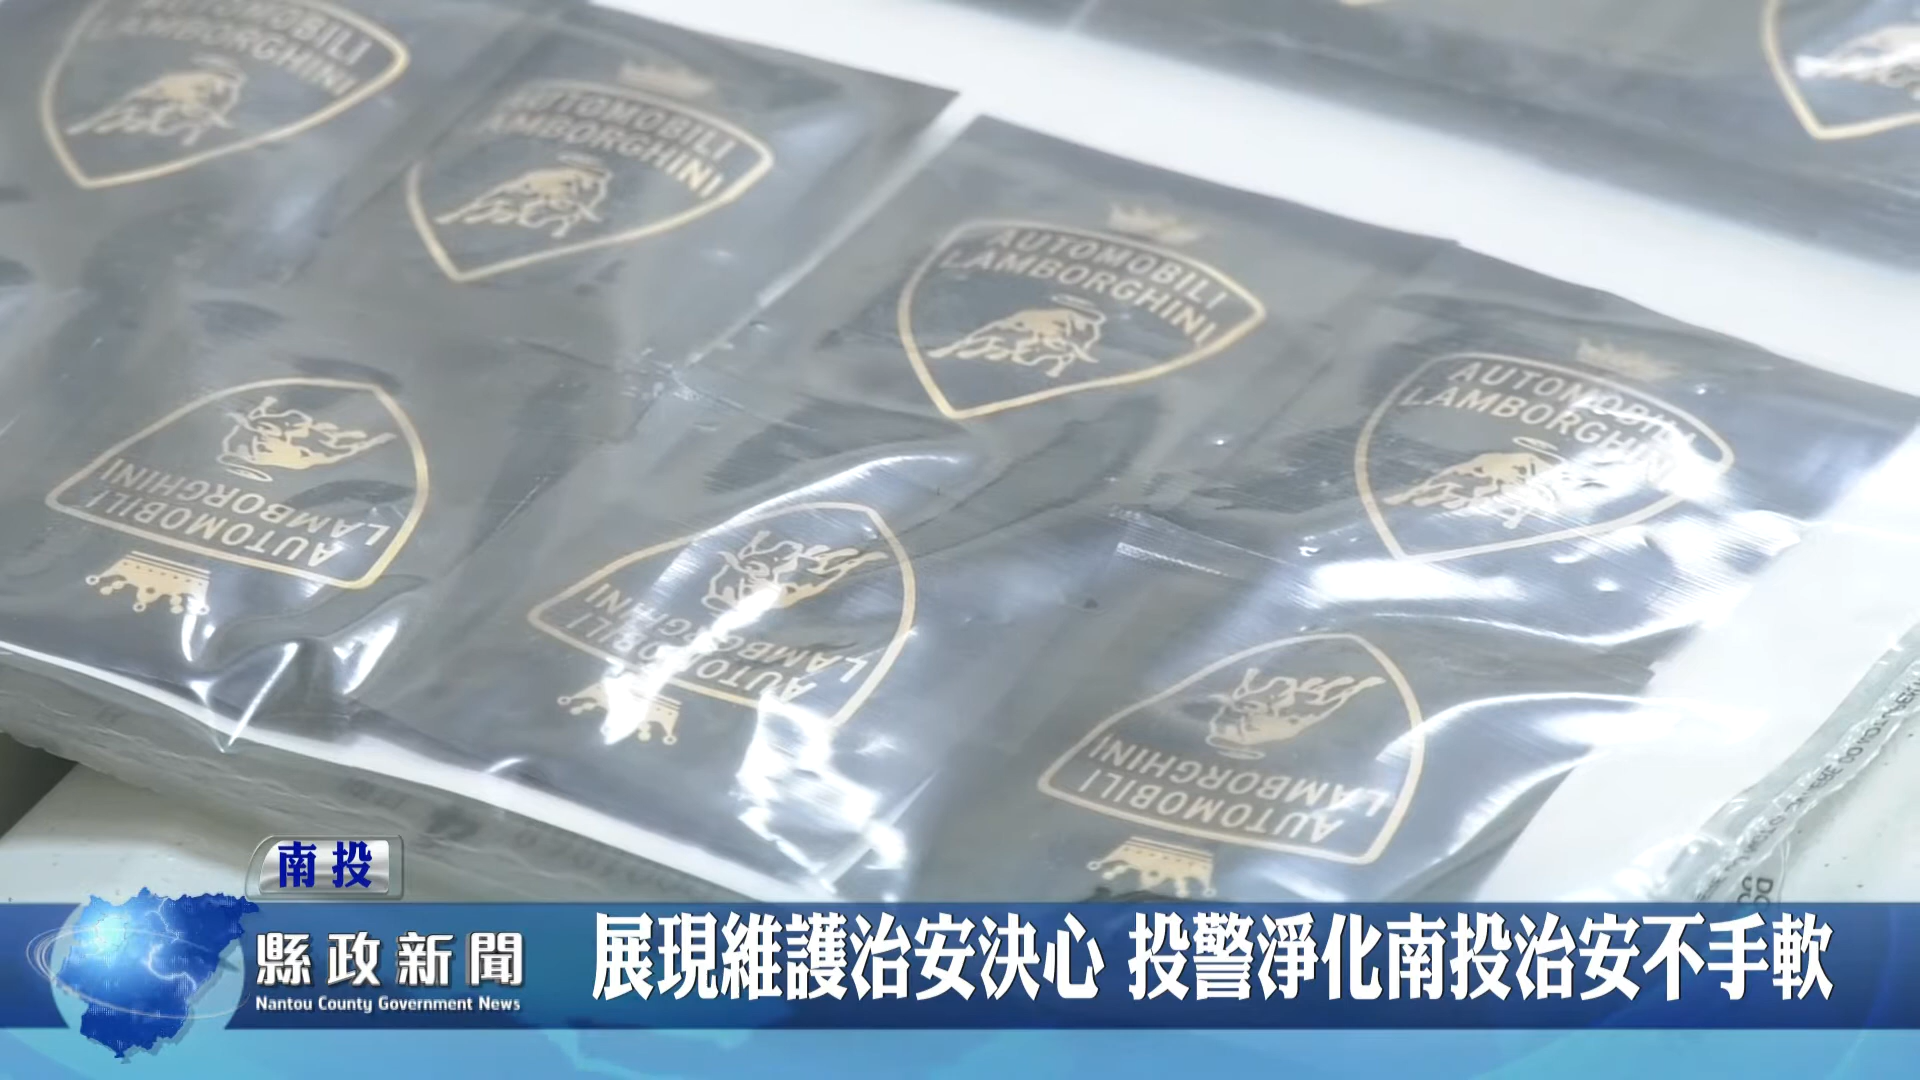 AUTOMOBILI
LAMBORGHINI
AUTOMOBILI
LAMBORGHINI
AUTOMOBILI
LAMBORGHINI
AUTOMOBILI
LAMBORGHINI
AUTOMOBILI
LAMBORGHINI
AUTOMOBILI
LAMBORGHINI
AUTOMOBILI
LAMBORGHINI
南投
縣政新聞
Nantou County Government News
展現維護治安決心 投警淨化南投治安不手軟